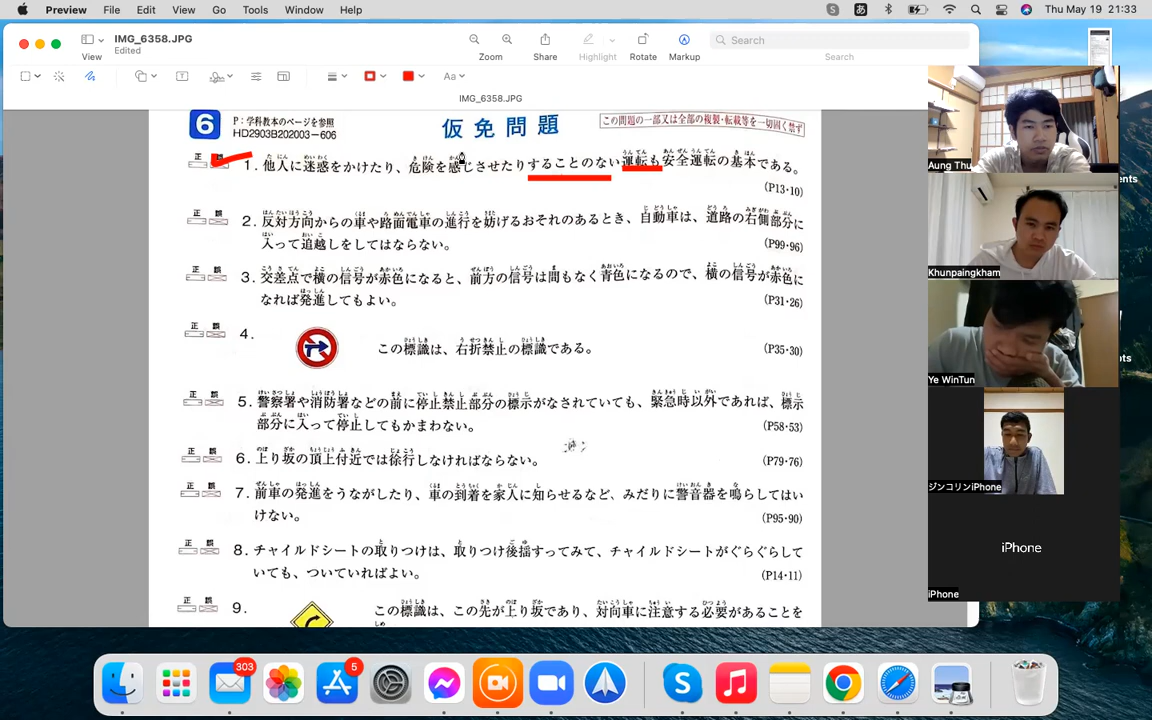 Preview File Edit View Go Tools Window Help
あ
Thu May 19 21:33
IMG_6358.JPG
Edited
View
Zoom
Share
Highlight
Rotate
Markup
Search
Search
Aa
IMG_6358.JPG
6
P：学科教本のページを参照
HD2903B202003－606
仮免問題
この問題の一部又は全部の複製・転載等を一切固く禁ず
正 誤 1. 他人に迷惑をかけたり、危険を感じさせたりすることのない運転も安全運転の基本である。
(P13・10)
正 誤 2. 反対方向からの車や路面電車の進行を妨げるおそれのあるとき、自動車は、道路の右側部分に
入って追越しをしてはならない。
(P99・96)
正 誤 3. 交差点で横の信号が赤色になると、前方の信号は間もなく青色になるので、横の信号が赤色に
なれば発進してもよい。
(P31・26)
正 誤 4.
この標識は、右折禁止の標識である。
(P35・30)
正 誤 5. 警察署や消防署などの前に停止禁止部分の標示がなされていても、緊急時以外であれば、標示
部分に入って停止してもかまわない。
(P58・53)
正 誤 6. 上り坂の頂上付近では徐行しなければならない。
(P79・76)
正 誤 7. 前車の発進をうながしたり、車の到着を家人に知らせるなど、みだりに警音器を鳴らしてはい
けない。
(P95・90)
正 誤 8. チャイルドシートの取りつけは、取りつけ後揺すってみて、チャイルドシートがぐらぐらして
いても、ついていればよい。
(P14・11)
正 誤 9.
この標識は、この先が上り坂であり、対向車に注意する必要があることを
Aung Thu
Khunpaingkham
Ye WinTun
ジンコリンiPhone
iPhone
iPhone
ents
pts
303
5